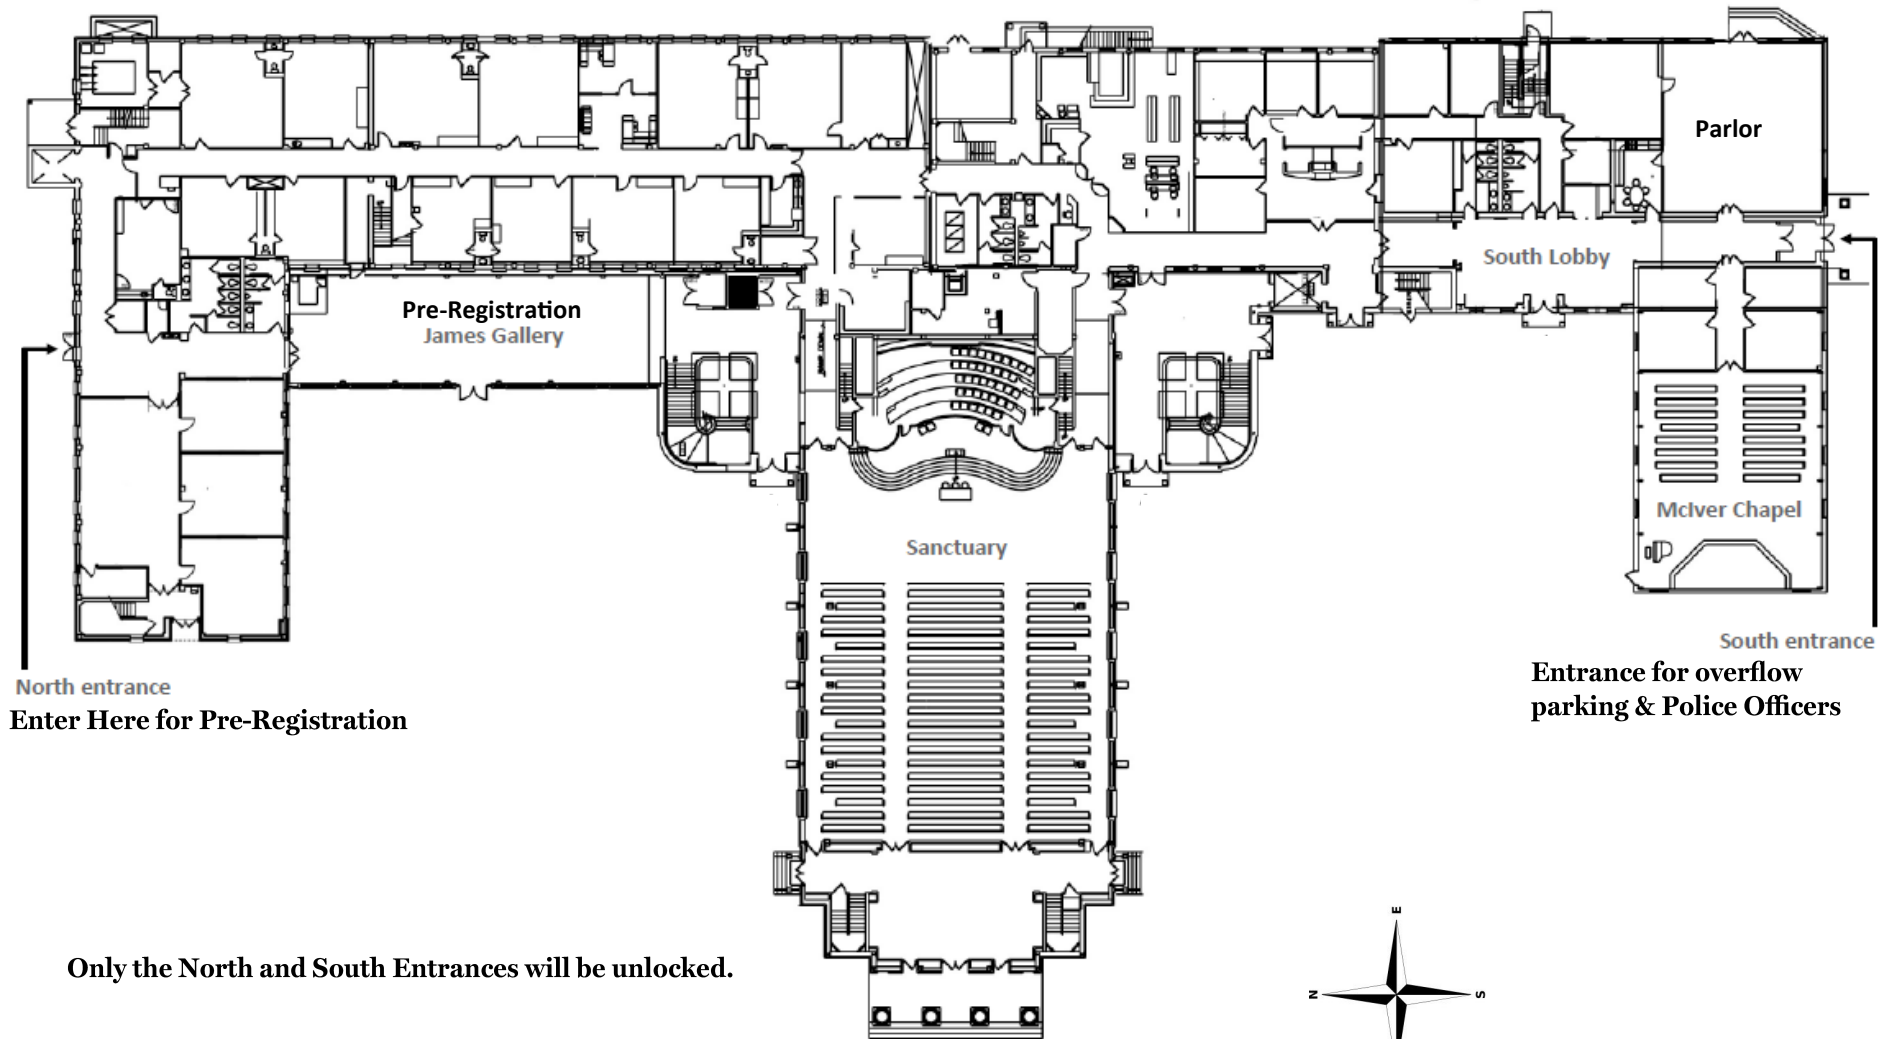 Parlor
South Lobby
Pre-Registration
James Gallery
McIver Chapel
Sanctuary
South entrance
Entrance for overflow
parking & Police Officers
North entrance
Enter Here for Pre-Registration
Only the North and South Entrances will be unlocked.
E
N
S